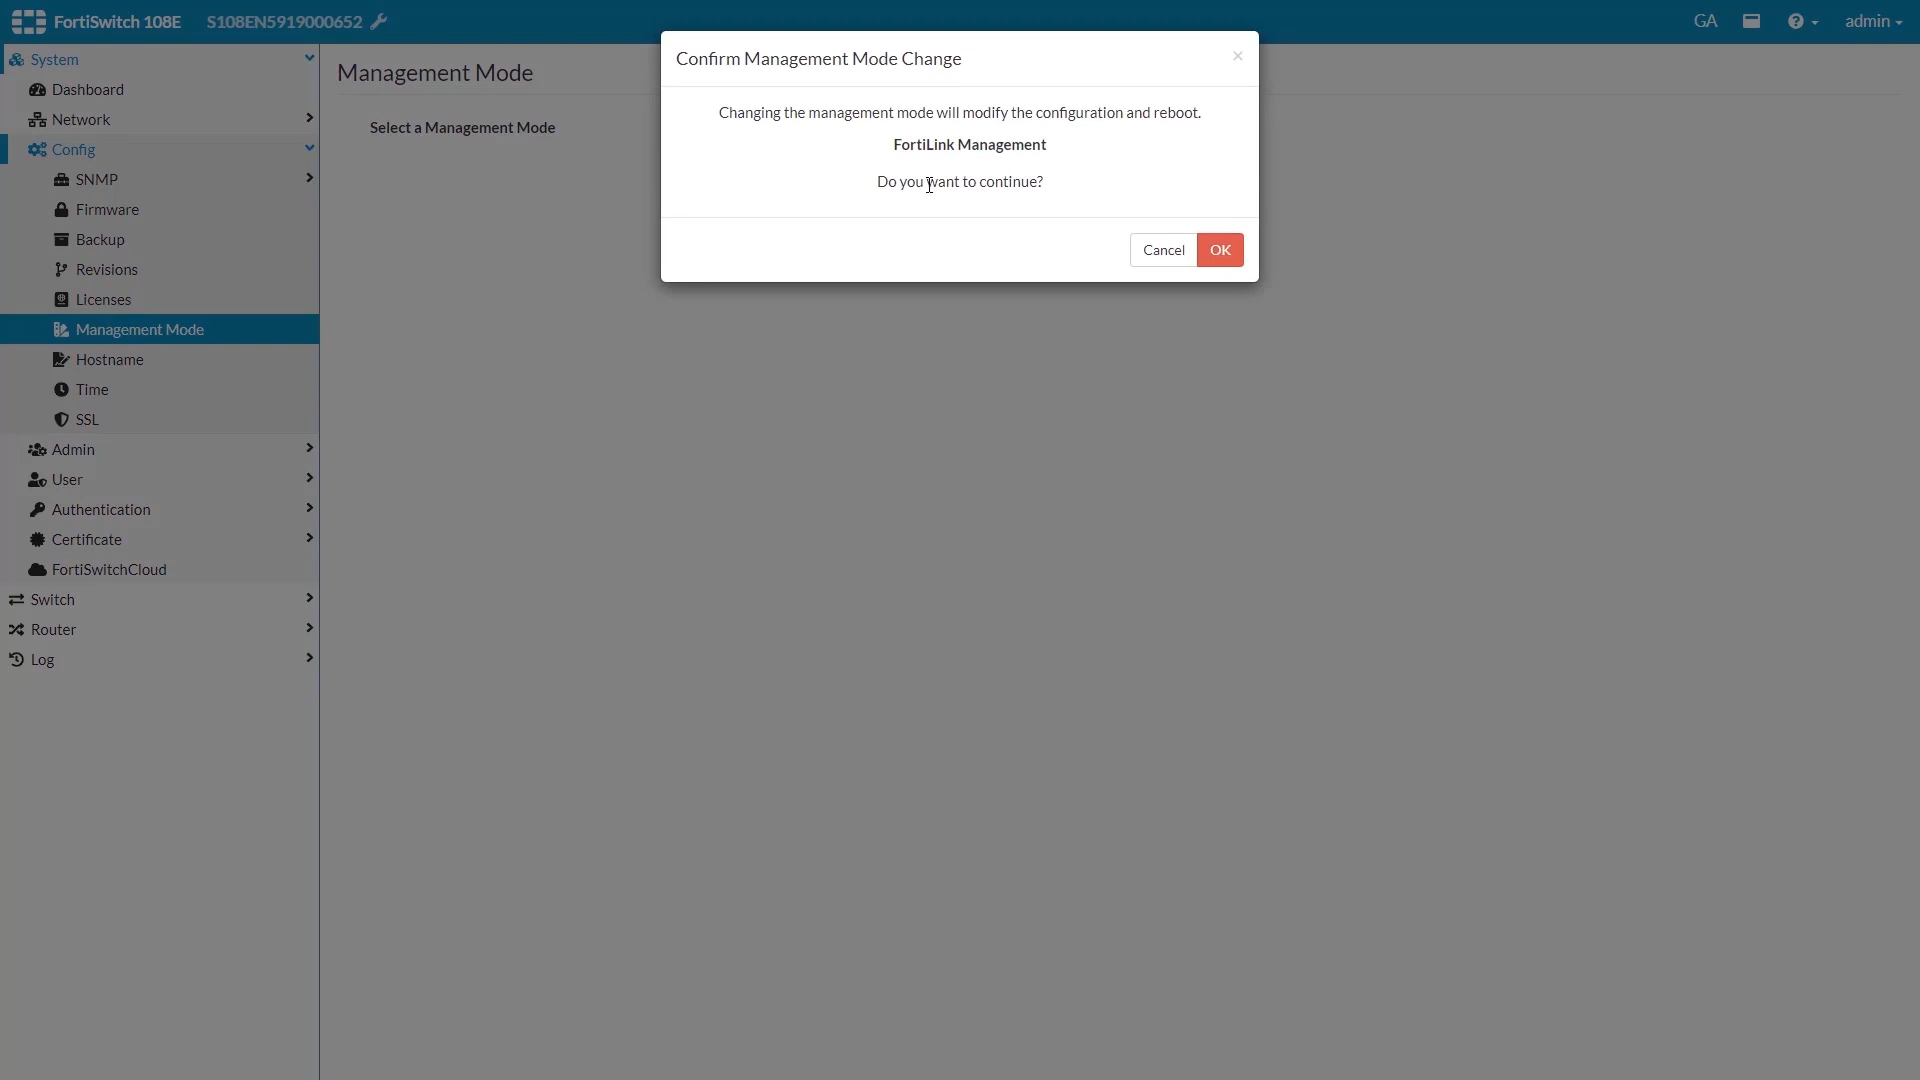 FortiSwitch 108E
S108EN5919000652
GA
admin
System
Dashboard
Network
Config
SNMP
Firmware
Backup
Revisions
Licenses
Management Mode
Hostname
Time
SSL
Admin
User
Authentication
Certificate
FortiSwitchCloud
Switch
Router
Log
Management Mode
Select a Management Mode
Confirm Management Mode Change
×
Changing the management mode will modify the configuration and reboot.
FortiLink Management
Do you want to continue?
Cancel
OK